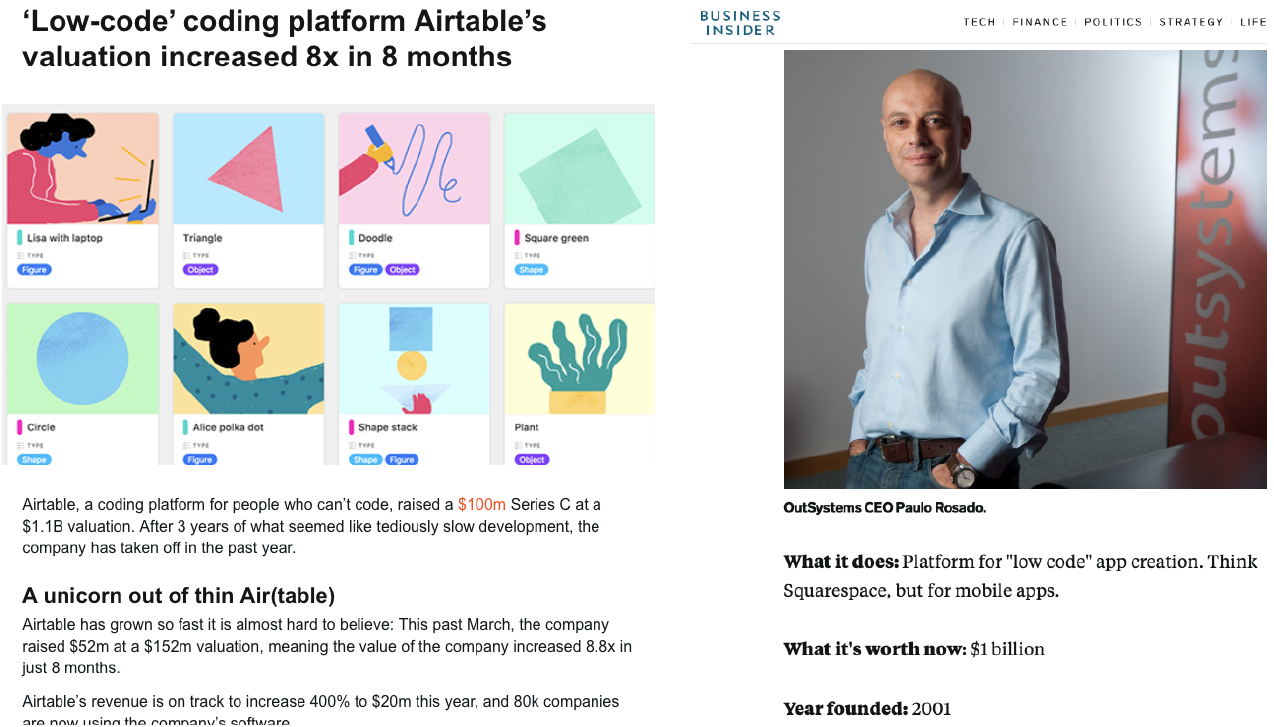 ‘Low-code’ coding platform Airtable’s
valuation increased 8x in 8 months
Lisa with laptop
TYPE
Figure
Triangle
TYPE
Object
Doodle
TYPE
Figure Object
Square green
TYPE
Shape
Circle
TYPE
Shape
Alice polka dot
TYPE
Figure
Shape stack
TYPE
Shape Figure
Plant
TYPE
Object
Airtable, a coding platform for people who can’t code, raised a $100m Series C at a
$1.1B valuation. After 3 years of what seemed like tediously slow development, the
company has taken off in the past year.
A unicorn out of thin Air(table)
Airtable has grown so fast it is almost hard to believe: This past March, the company
raised $52m at a $152m valuation, meaning the value of the company increased 8.8x in
just 8 months.
Airtable’s revenue is on track to increase 400% to $20m this year, and 80k companies
are now using the company’s software.
BUSINESS
INSIDER
TECH | FINANCE | POLITICS | STRATEGY | LIFE
outsystems
OutSystems CEO Paulo Rosado.
What it does: Platform for "low code" app creation. Think
Squarespace, but for mobile apps.
What it's worth now: $1 billion
Year founded: 2001